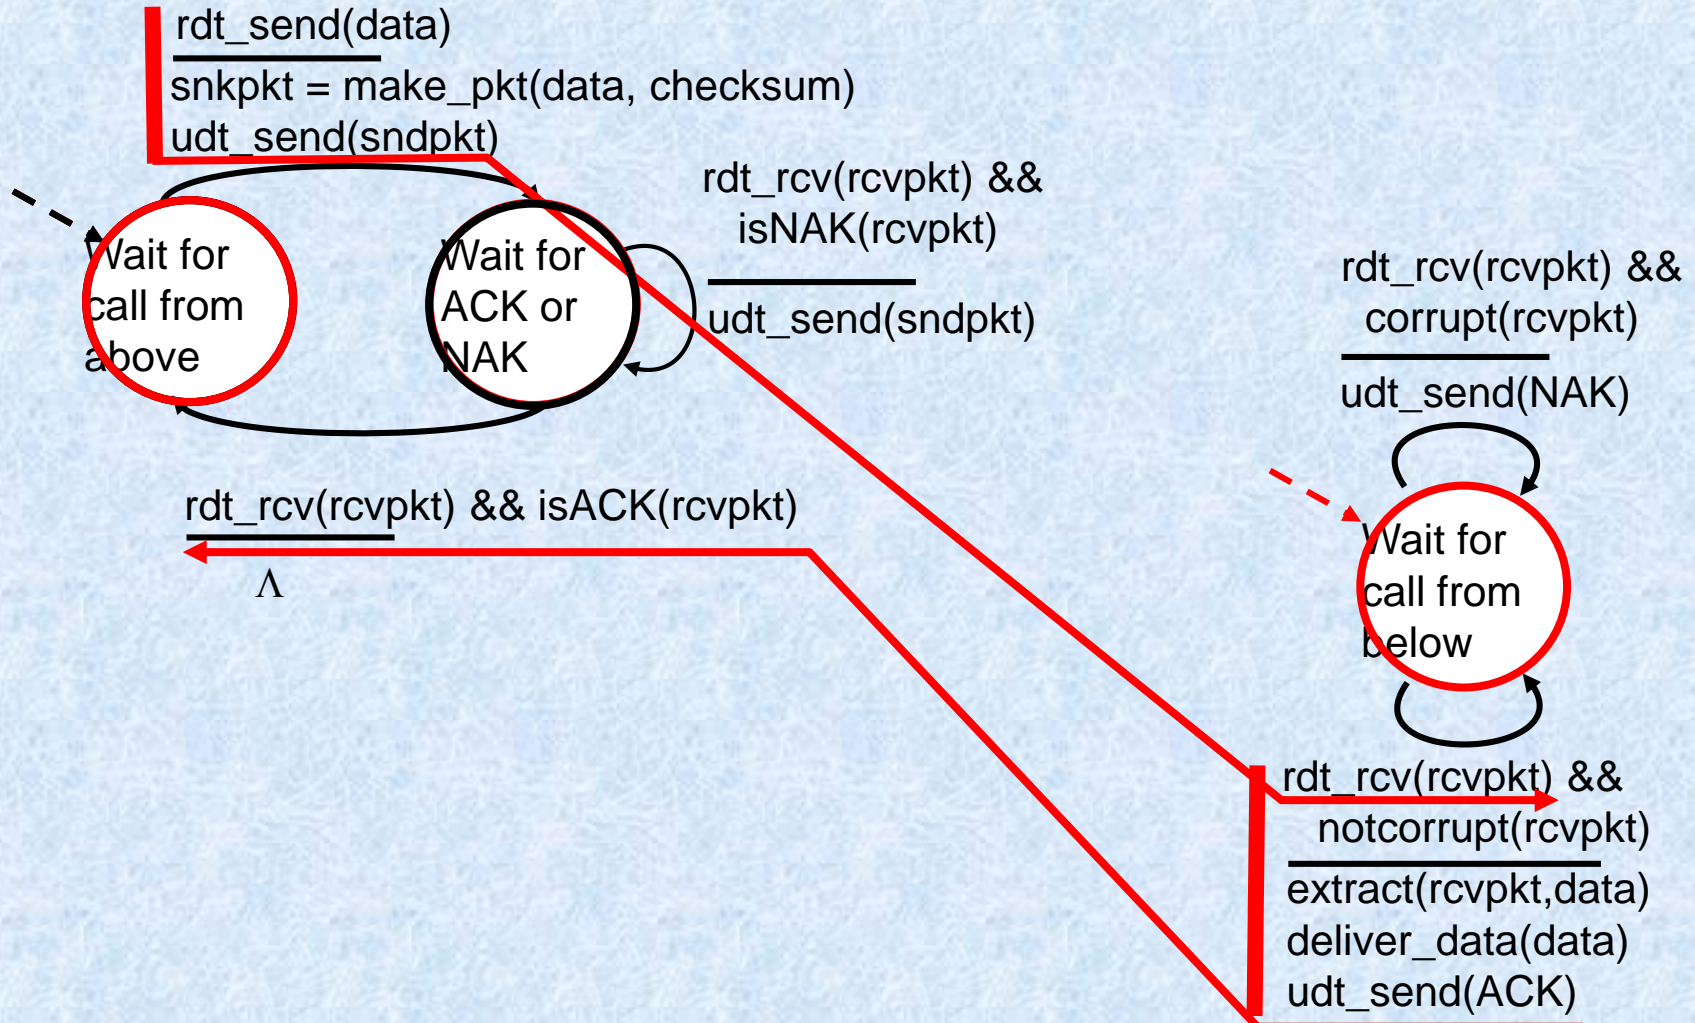 rdt_send(data)
snkpkt = make_pkt(data, checksum)
udt_send(sndpkt)
rdt_rcv(rcvpkt) &&
isNAK(rcvpkt)
udt_send(sndpkt)
Wait for
call from
above
Wait for
ACK or
NAK
rdt_rcv(rcvpkt) && isACK(rcvpkt)
Λ
rdt_rcv(rcvpkt) &&
corrupt(rcvpkt)
udt_send(NAK)
Wait for
call from
below
rdt_rcv(rcvpkt) &&
notcorrupt(rcvpkt)
extract(rcvpkt,data)
deliver_data(data)
udt_send(ACK)